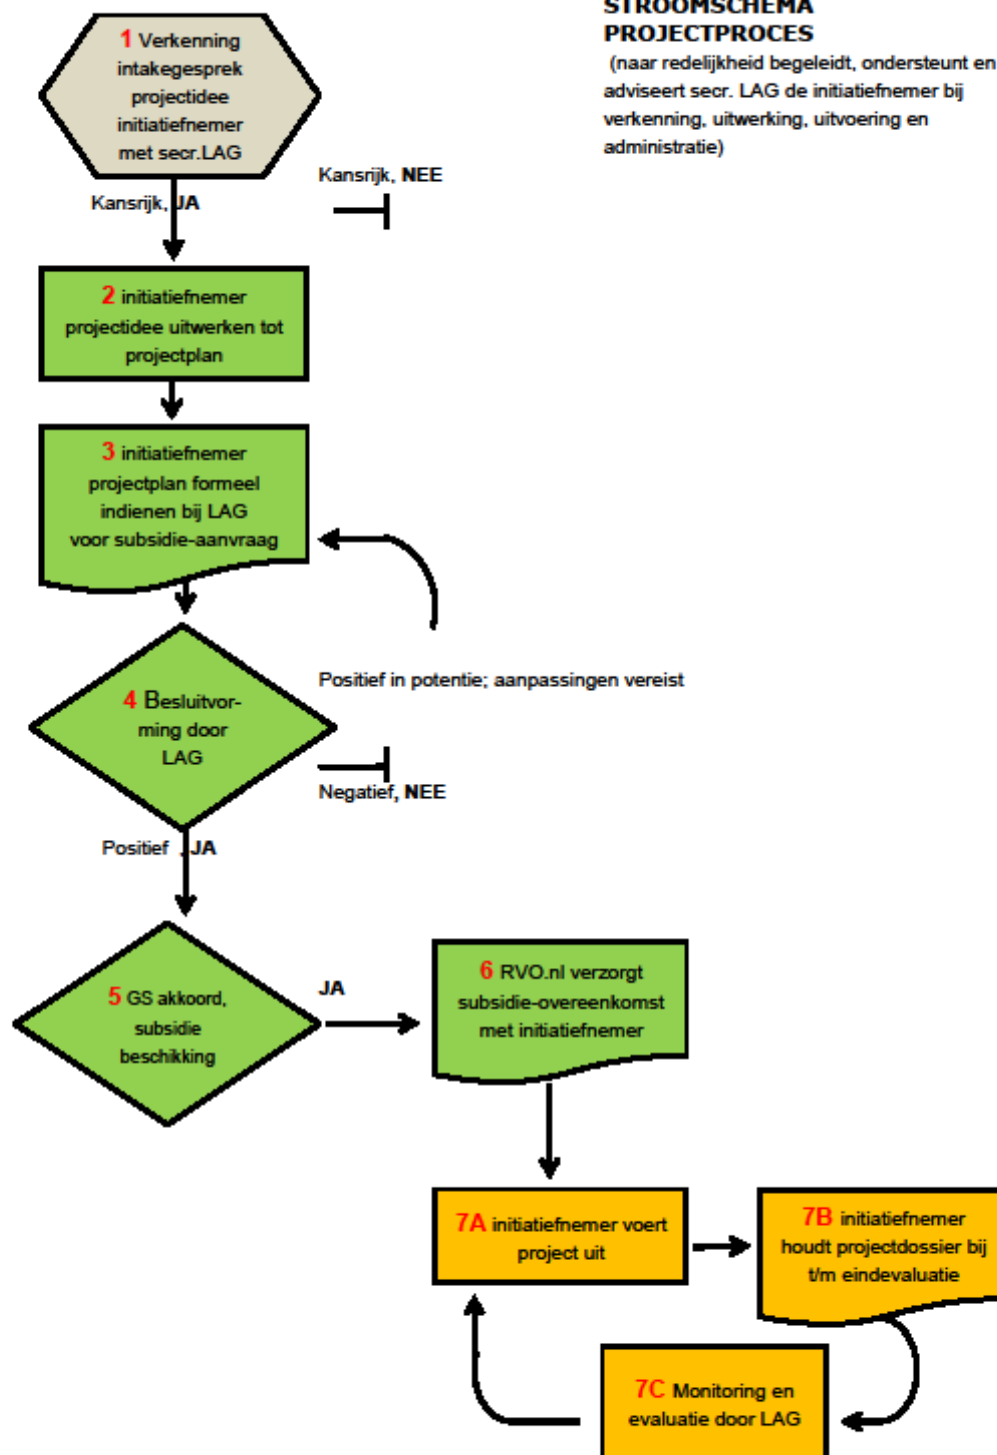 STROOMSCHEMA
PROJECTPROCES
(naar redelijkheid begeleidt, ondersteunt en
adviseert secr. LAG de initiatiefnemer bij
verkenning, uitwerking, uitvoering en
administratie)
1 Verkenning
intakegesprek
projectidee
initiatiefnemer
met secr.LAG
Kansrijk, NEE
Kansrijk, JA
2 initiatiefnemer
projectidee uitwerken tot
projectplan
3 initiatiefnemer
projectplan formeel
indienen bij LAG
voor subsidie-aanvraag
Positief in potentie; aanpassingen vereist
4 Besluitvor-
ming door
LAG
Negatief, NEE
Positief , JA
5 GS akkoord,
subsidie
beschikking
JA
6 RVO.nl verzorgt
subsidie-overeenkomst
met initiatiefnemer
7A initiatiefnemer voert
project uit
7B initiatiefnemer
houdt projectdossier bij
t/m eindevaluatie
7C Monitoring en
evaluatie door LAG